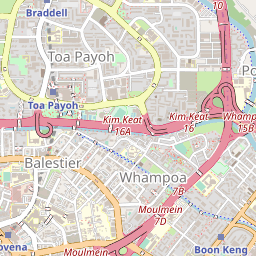 Braddell
10
Toa Payoh
Po
Toa Payoh
Kim Keat
16A
Kim Keat
16
Whamp
15B
Balestier
Whampoa
7B
Moulmein
7D
Moulmein
ovena
Boon Keng